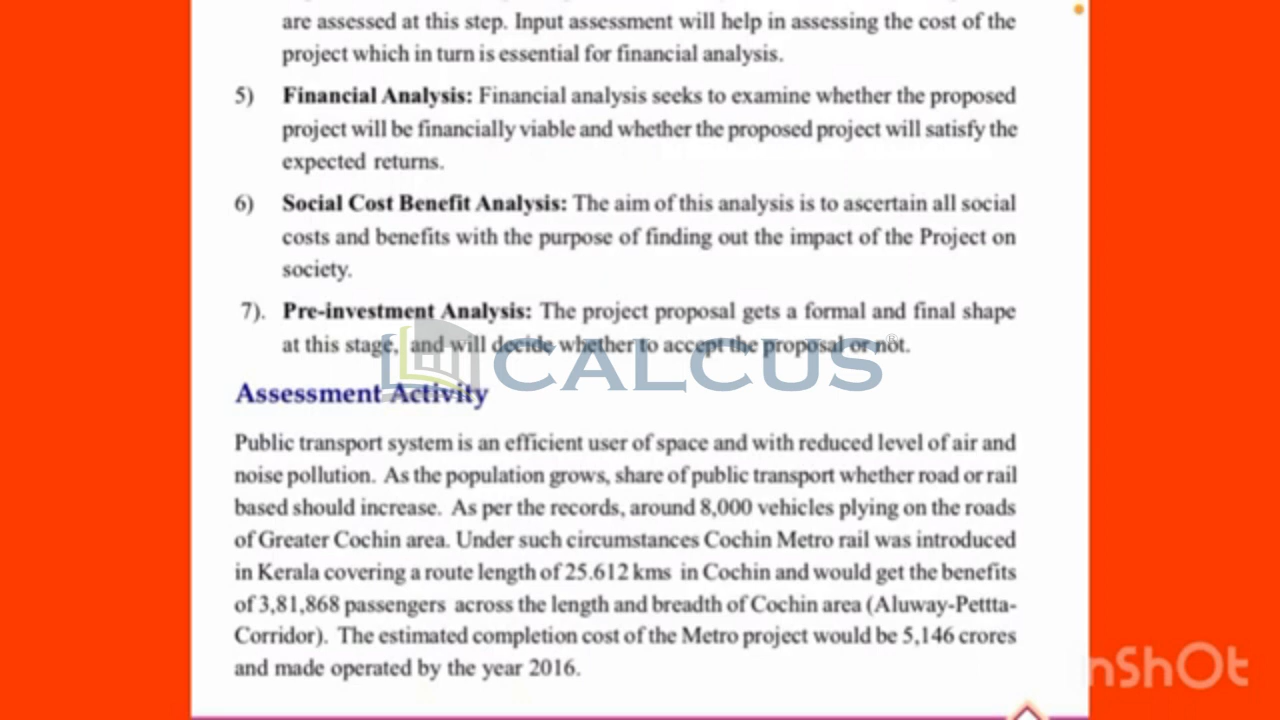 are assessed at this step. Input assessment will help in assessing the cost of the
project which in turn is essential for financial analysis.
5) Financial Analysis: Financial analysis seeks to examine whether the proposed
project will be financially viable and whether the proposed project will satisfy the
expected returns.
6) Social Cost Benefit Analysis: The aim of this analysis is to ascertain all social
costs and benefits with the purpose of finding out the impact of the Project on
society.
7). Pre-investment Analysis: The project proposal gets a formal and final shape
at this stage, and will decide whether to accept the proposal or not.
CALCUS®
Assessment Activity
Public transport system is an efficient user of space and with reduced level of air and
noise pollution. As the population grows, share of public transport whether road or rail
based should increase. As per the records, around 8,000 vehicles plying on the roads
of Greater Cochin area. Under such circumstances Cochin Metro rail was introduced
in Kerala covering a route length of 25.612 kms in Cochin and would get the benefits
of 3,81,868 passengers across the length and breadth of Cochin area (Aluway-Pettta-
Corridor). The estimated completion cost of the Metro project would be 5,146 crores
and made operated by the year 2016.
InShOt